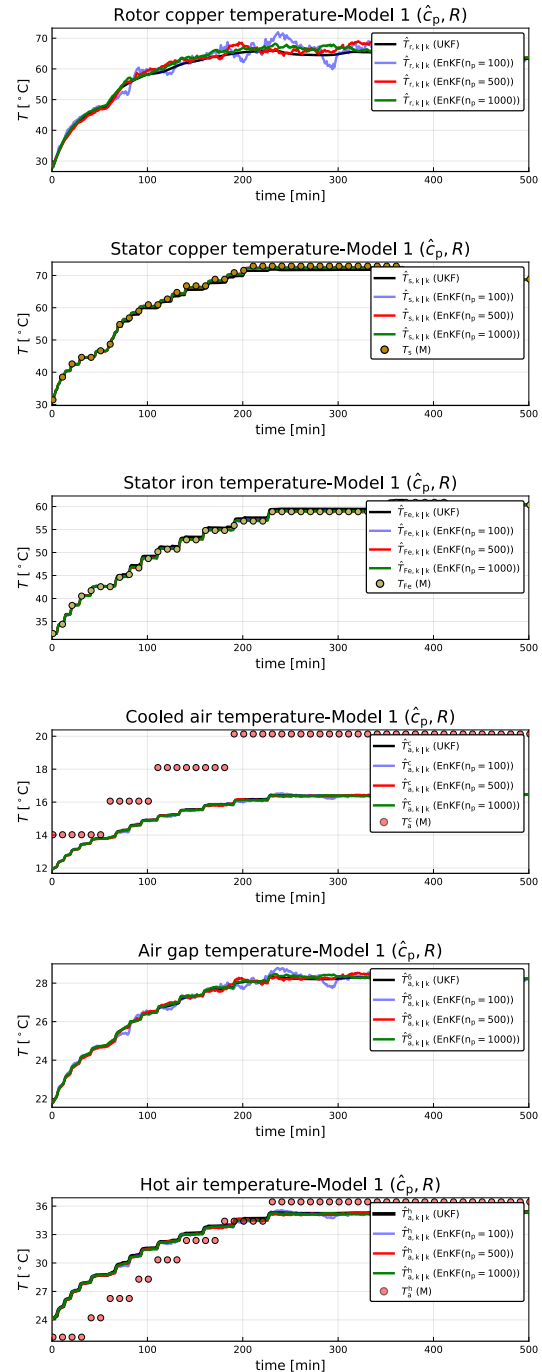 Rotor copper temperature-Model 1 (ĉₚ, R)
T [°C]
70
60
50
40
30
T̂r,k|k (UKF)
T̂r,k|k (EnKF(nₚ = 100))
T̂r,k|k (EnKF(nₚ = 500))
T̂r,k|k (EnKF(nₚ = 1000))
0 100 200 300 400 500
time [min]
Stator copper temperature-Model 1 (ĉₚ, R)
T [°C]
70
60
50
40
30
T̂s,k|k (UKF)
T̂s,k|k (EnKF(nₚ = 100))
T̂s,k|k (EnKF(nₚ = 500))
T̂s,k|k (EnKF(nₚ = 1000))
Ts (M)
0 100 200 300 400 500
time [min]
Stator iron temperature-Model 1 (ĉₚ, R)
T [°C]
60
55
50
45
40
35
T̂Fe,k|k (UKF)
T̂Fe,k|k (EnKF(nₚ = 100))
T̂Fe,k|k (EnKF(nₚ = 500))
T̂Fe,k|k (EnKF(nₚ = 1000))
TFe (M)
0 100 200 300 400 500
time [min]
Cooled air temperature-Model 1 (ĉₚ, R)
T [°C]
20
18
16
14
12
T̂ᶜa,k|k (UKF)
T̂ᶜa,k|k (EnKF(nₚ = 100))
T̂ᶜa,k|k (EnKF(nₚ = 500))
T̂ᶜa,k|k (EnKF(nₚ = 1000))
Tᶜa (M)
0 100 200 300 400 500
time [min]
Air gap temperature-Model 1 (ĉₚ, R)
T [°C]
28
26
24
22
T̂^δa,k|k (UKF)
T̂^δa,k|k (EnKF(nₚ = 100))
T̂^δa,k|k (EnKF(nₚ = 500))
T̂^δa,k|k (EnKF(nₚ = 1000))
0 100 200 300 400 500
time [min]
Hot air temperature-Model 1 (ĉₚ, R)
T [°C]
36
33
30
27
24
T̂ʰa,k|k (UKF)
T̂ʰa,k|k (EnKF(nₚ = 100))
T̂ʰa,k|k (EnKF(nₚ = 500))
T̂ʰa,k|k (EnKF(nₚ = 1000))
Tʰa (M)
0 100 200 300 400 500
time [min]